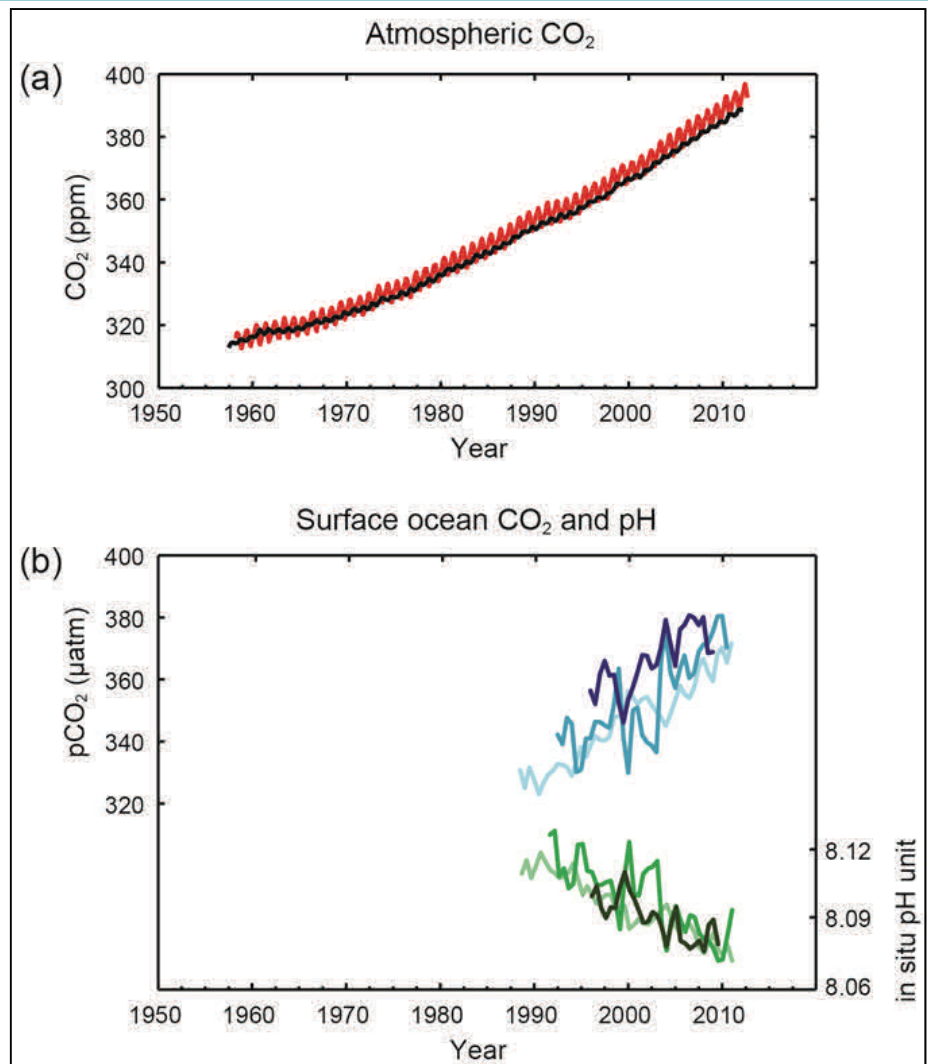 Atmospheric CO₂
(a)
400
380
360
340
320
300
CO₂ (ppm)
1950 1960 1970 1980 1990 2000 2010
Year
Surface ocean CO₂ and pH
(b)
400
380
360
340
320
pCO₂ (µatm)
8.12
8.09
8.06
in situ pH unit
1950 1960 1970 1980 1990 2000 2010
Year